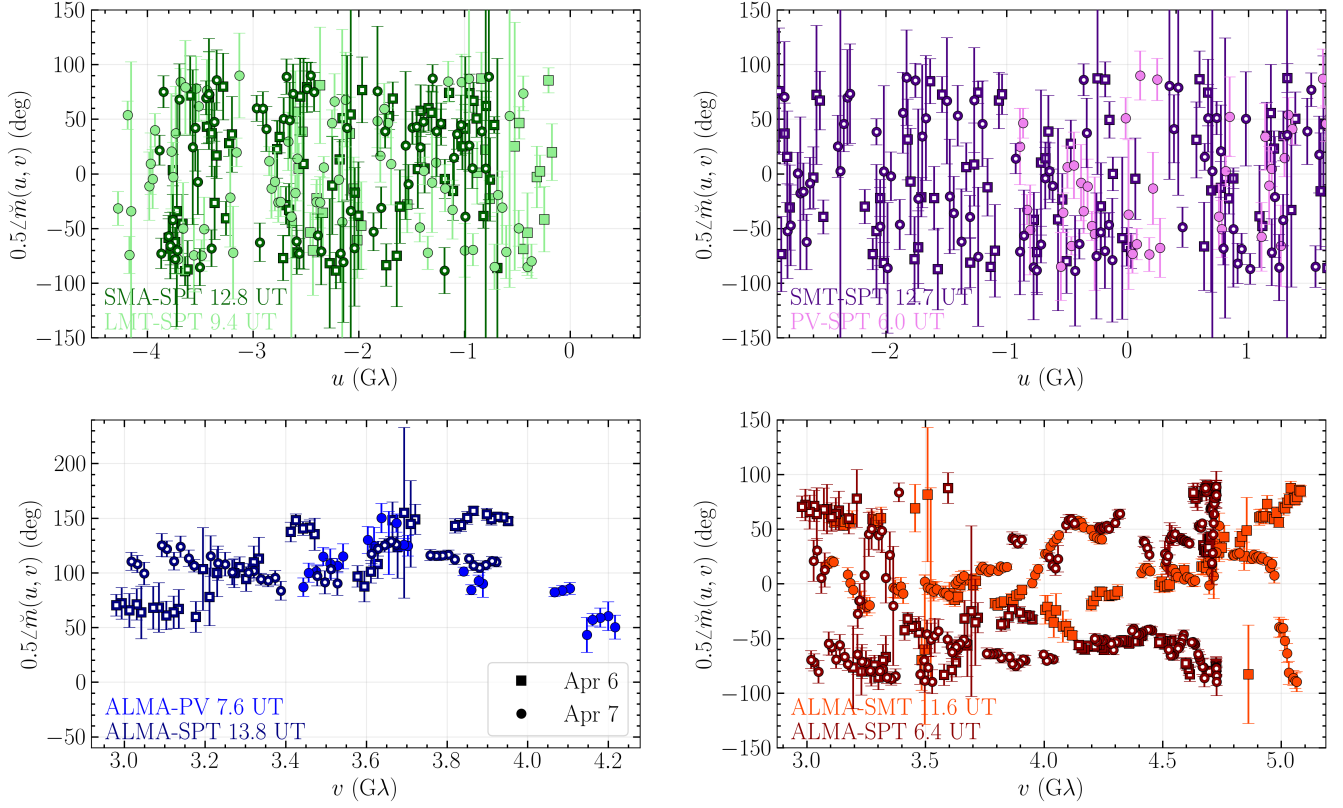 150
100
50
0
−50
−100
−150
0.5∠m̆(u, v) (deg)
SMA-SPT 12.8 UT
LMT-SPT 9.4 UT
−4 −3 −2 −1 0
u (Gλ)
150
100
50
0
−50
−100
−150
0.5∠m̆(u, v) (deg)
SMT-SPT 12.7 UT
PV-SPT 6.0 UT
−2 −1 0 1
u (Gλ)
200
150
100
50
0
−50
0.5∠m̆(u, v) (deg)
Apr 6
Apr 7
ALMA-PV 7.6 UT
ALMA-SPT 13.8 UT
3.0 3.2 3.4 3.6 3.8 4.0 4.2
v (Gλ)
150
100
50
0
−50
−100
−150
0.5∠m̆(u, v) (deg)
ALMA-SMT 11.6 UT
ALMA-SPT 6.4 UT
3.0 3.5 4.0 4.5 5.0
v (Gλ)